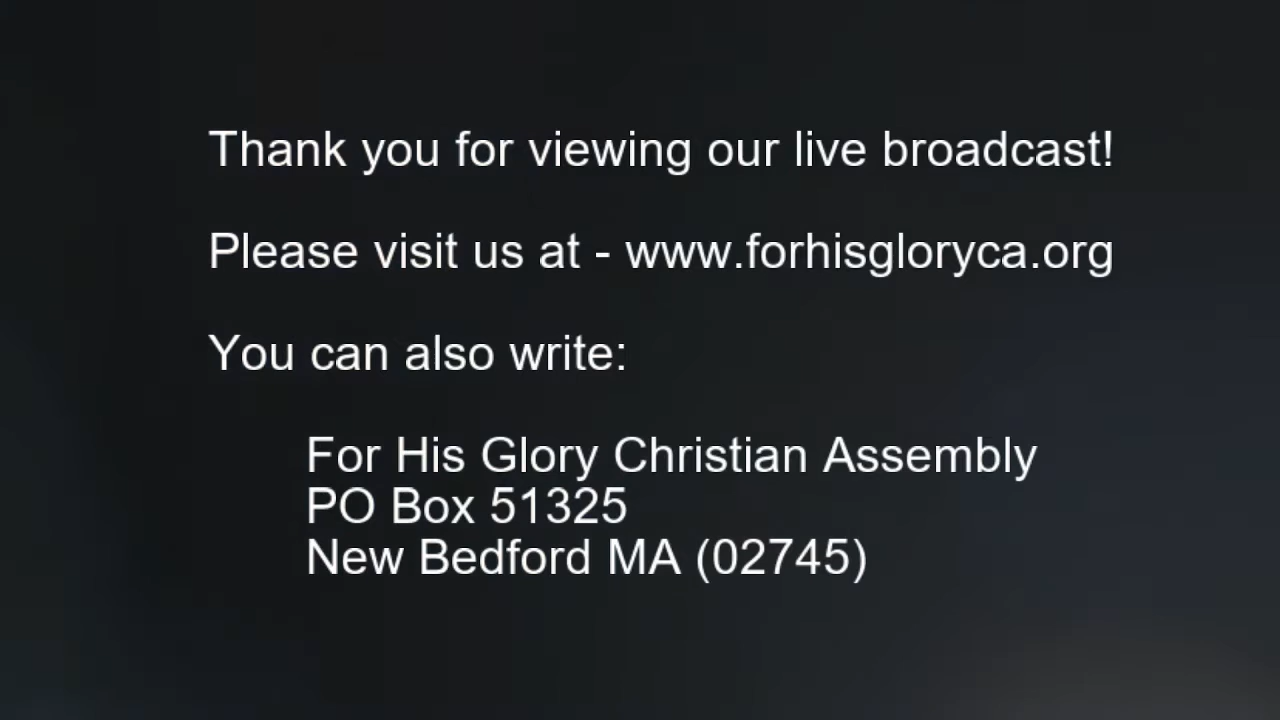 Thank you for viewing our live broadcast!
Please visit us at - www.forhisgloryca.org
You can also write:
For His Glory Christian Assembly
PO Box 51325
New Bedford MA (02745)